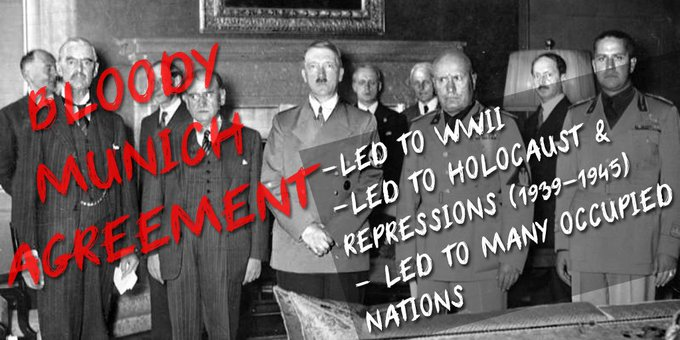 BLOODY
MUNICH
AGREEMENT
-LED TO WWII
-LED TO HOLOCAUST &
REPRESSIONS (1939-1945)
- LED TO MANY OCCUPIED
NATIONS